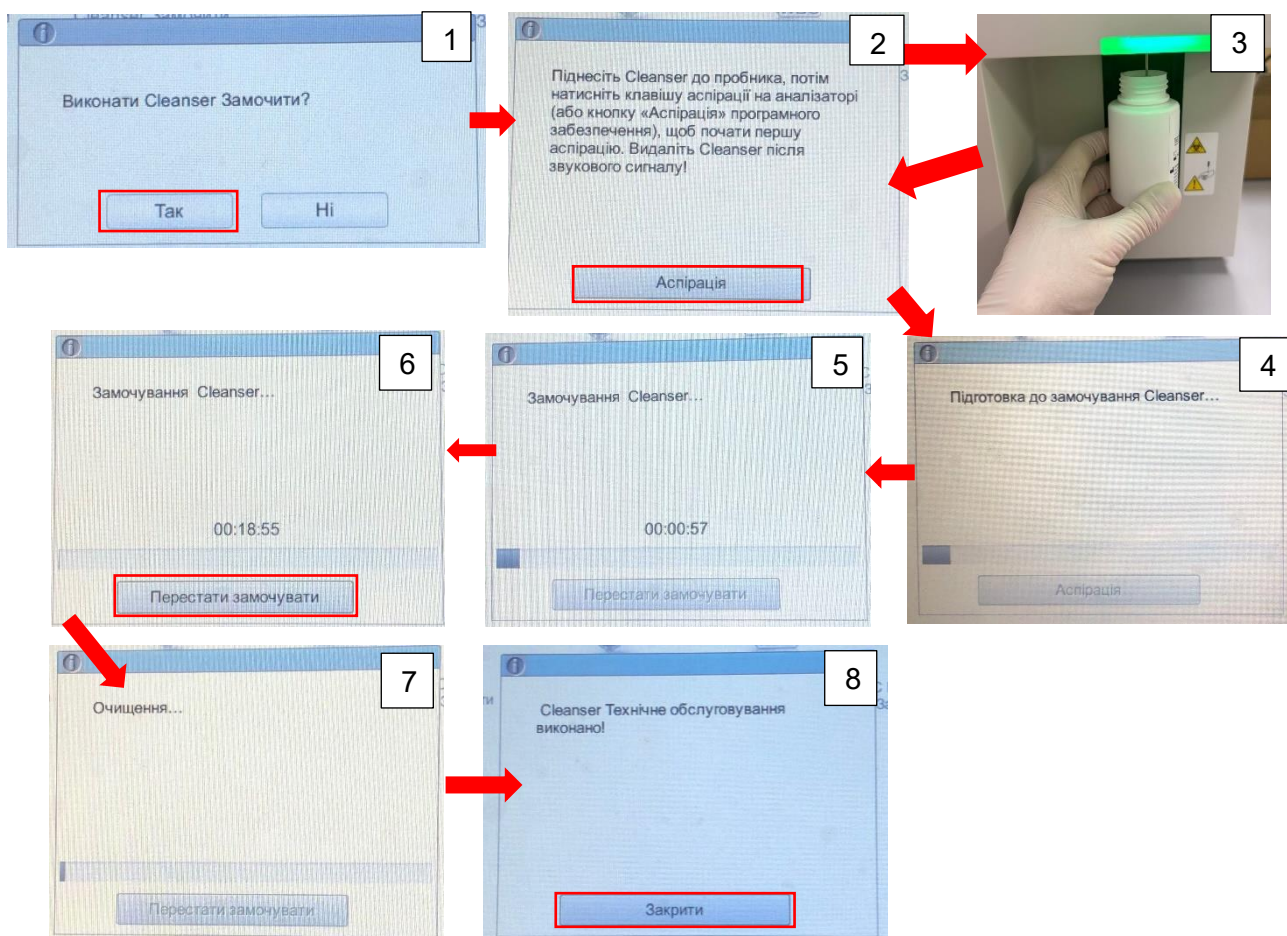 1
Виконати Cleanser Замочити?
Так
Ні
2
Піднесіть Cleanser до пробника, потім
натисніть клавішу аспірації на аналізаторі
(або кнопку «Аспірація» програмного
забезпечення), щоб почати першу
аспірацію. Видаліть Cleanser після
звукового сигналу!
Аспірація
3
4
Підготовка до замочування Cleanser...
Аспірація
5
Замочування Cleanser...
00:00:57
Перестати замочувати
6
Замочування Cleanser...
00:18:55
Перестати замочувати
7
Очищення...
Перестати замочувати
8
Cleanser Технічне обслуговування
виконано!
Закрити